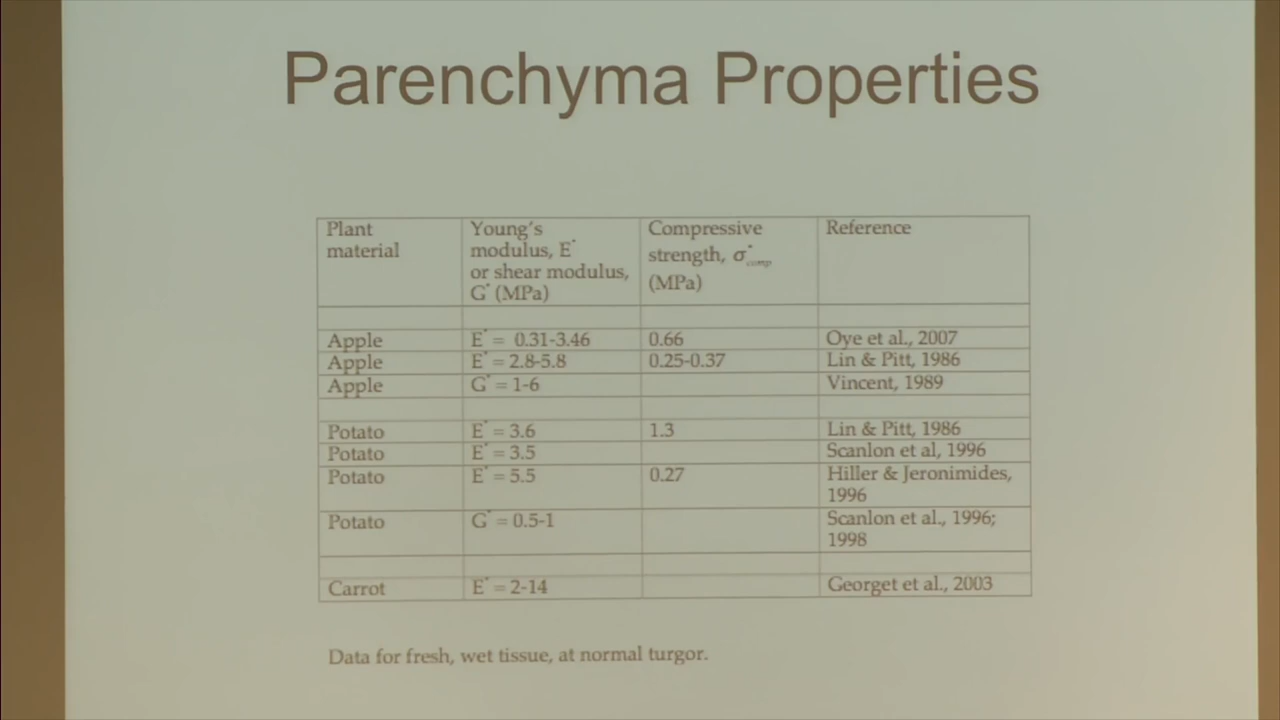 Parenchyma Properties
Plant material Young's modulus, E* or shear modulus, G* (MPa) Compressive strength, σ*comp (MPa) Reference
Apple E* = 0.31-3.46 0.66 Oye et al., 2007
Apple E* = 2.8-5.8 0.25-0.37 Lin & Pitt, 1986
Apple G* = 1-6 Vincent, 1989
Potato E* = 3.6 1.3 Lin & Pitt, 1986
Potato E* = 3.5 Scanlon et al, 1996
Potato E* = 5.5 0.27 Hiller & Jeronimides, 1996
Potato G* = 0.5-1 Scanlon et al., 1996; 1998
Carrot E* = 2-14 Georget et al., 2003
Data for fresh, wet tissue, at normal turgor.